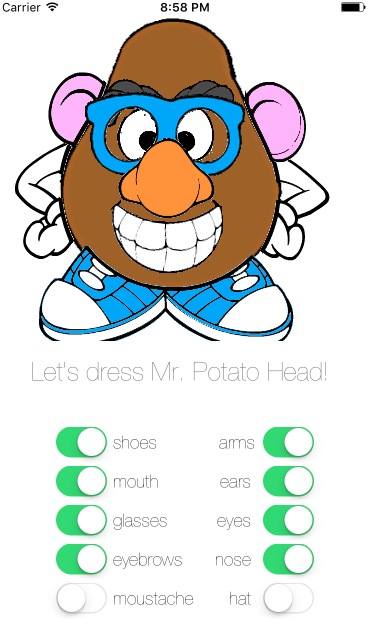 Carrier 8:58 PM
Let's dress Mr. Potato Head!
shoes arms
mouth ears
glasses eyes
eyebrows nose
moustache hat